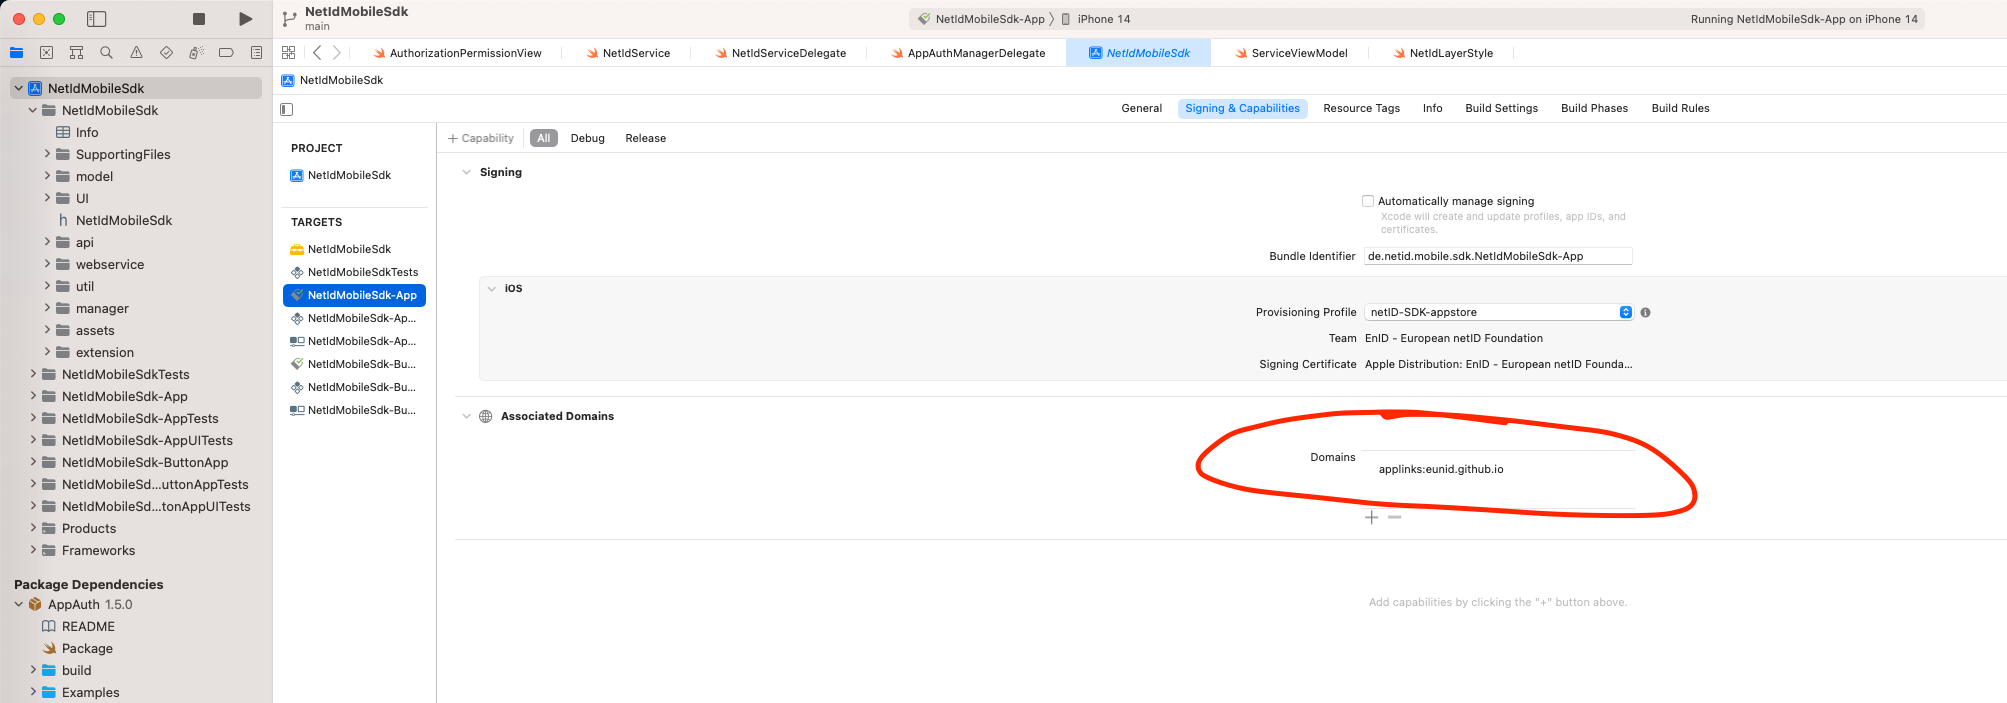 NetIdMobileSdk
main
NetIdMobileSdk-App
iPhone 14
Running NetIdMobileSdk-App on iPhone 14
AuthorizationPermissionView
NetIdService
NetIdServiceDelegate
AppAuthManagerDelegate
NetIdMobileSdk
ServiceViewModel
NetIdLayerStyle
NetIdMobileSdk
General
Signing & Capabilities
Resource Tags
Info
Build Settings
Build Phases
Build Rules
NetIdMobileSdk
NetIdMobileSdk
Info
SupportingFiles
model
UI
h NetIdMobileSdk
api
webservice
util
manager
assets
extension
NetIdMobileSdkTests
NetIdMobileSdk-App
NetIdMobileSdk-AppTests
NetIdMobileSdk-AppUITests
NetIdMobileSdk-ButtonApp
NetIdMobileSd...uttonAppTests
NetIdMobileSd...tonAppUITests
Products
Frameworks
Package Dependencies
AppAuth 1.5.0
README
Package
build
Examples
PROJECT
NetIdMobileSdk
TARGETS
NetIdMobileSdk
NetIdMobileSdkTests
NetIdMobileSdk-App
NetIdMobileSdk-Ap...
NetIdMobileSdk-Ap...
NetIdMobileSdk-Bu...
NetIdMobileSdk-Bu...
NetIdMobileSdk-Bu...
+ Capability
All
Debug
Release
Signing
Automatically manage signing
Xcode will create and update profiles, app IDs, and
certificates.
Bundle Identifier de.netid.mobile.sdk.NetIdMobileSdk-App
iOS
Provisioning Profile netID-SDK-appstore
Team EnID - European netID Foundation
Signing Certificate Apple Distribution: EnID - European netID Founda...
Associated Domains
Domains
applinks:eunid.github.io
Add capabilities by clicking the "+" button above.